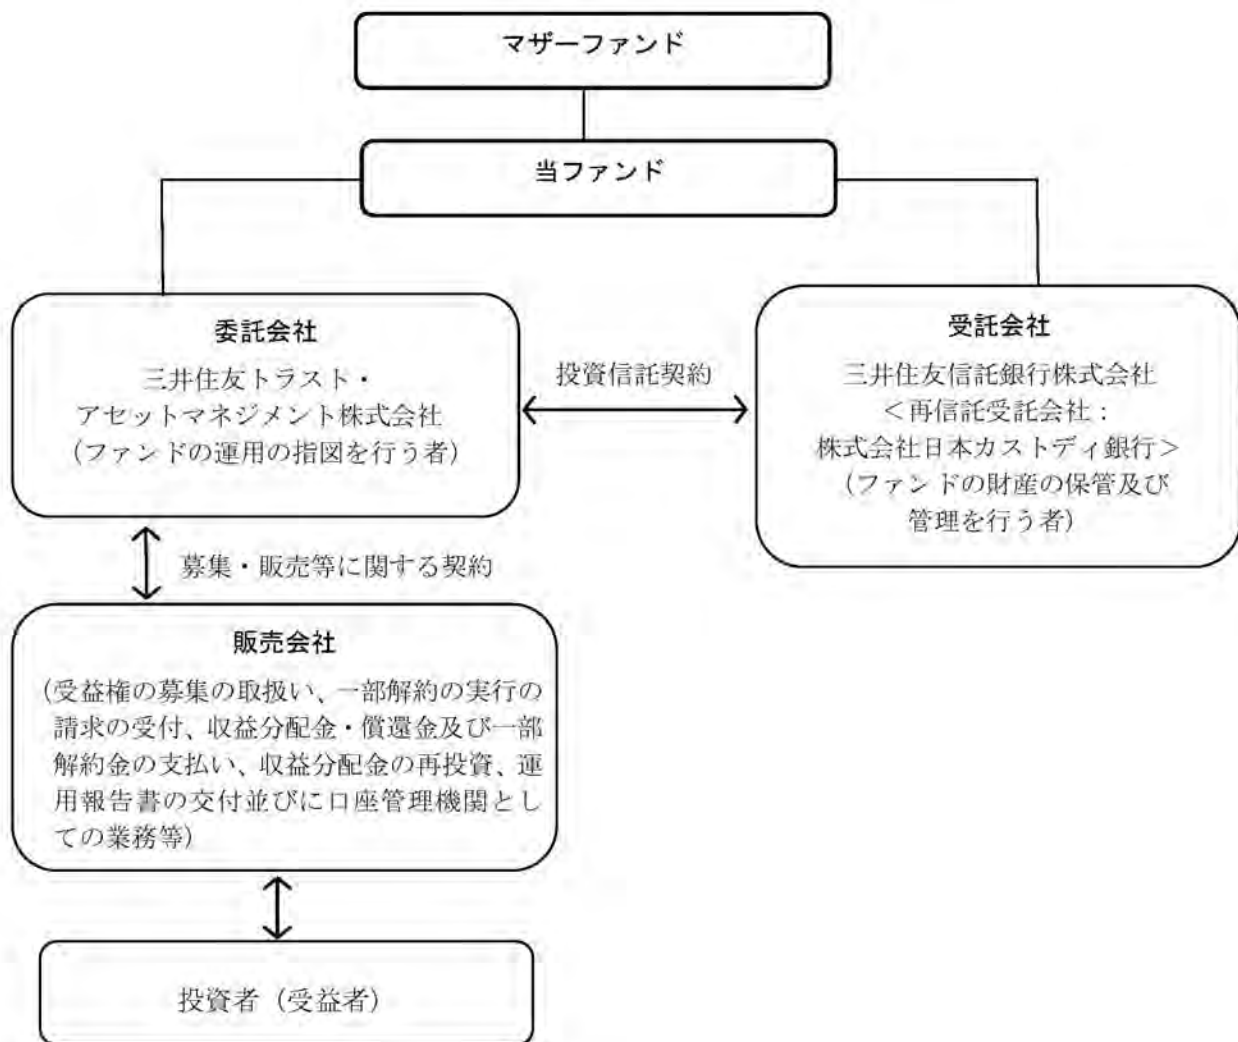 マザーファンド
当ファンド
委託会社
三井住友トラスト・
アセットマネジメント株式会社
（ファンドの運用の指図を行う者）
投資信託契約
受託会社
三井住友信託銀行株式会社
＜再信託受託会社：
株式会社日本カストディ銀行＞
（ファンドの財産の保管及び
管理を行う者）
募集・販売等に関する契約
販売会社
（受益権の募集の取扱い、一部解約の実行の
請求の受付、収益分配金・償還金及び一部
解約金の支払い、収益分配金の再投資、運
用報告書の交付並びに口座管理機関とし
ての業務等）
投資者（受益者）